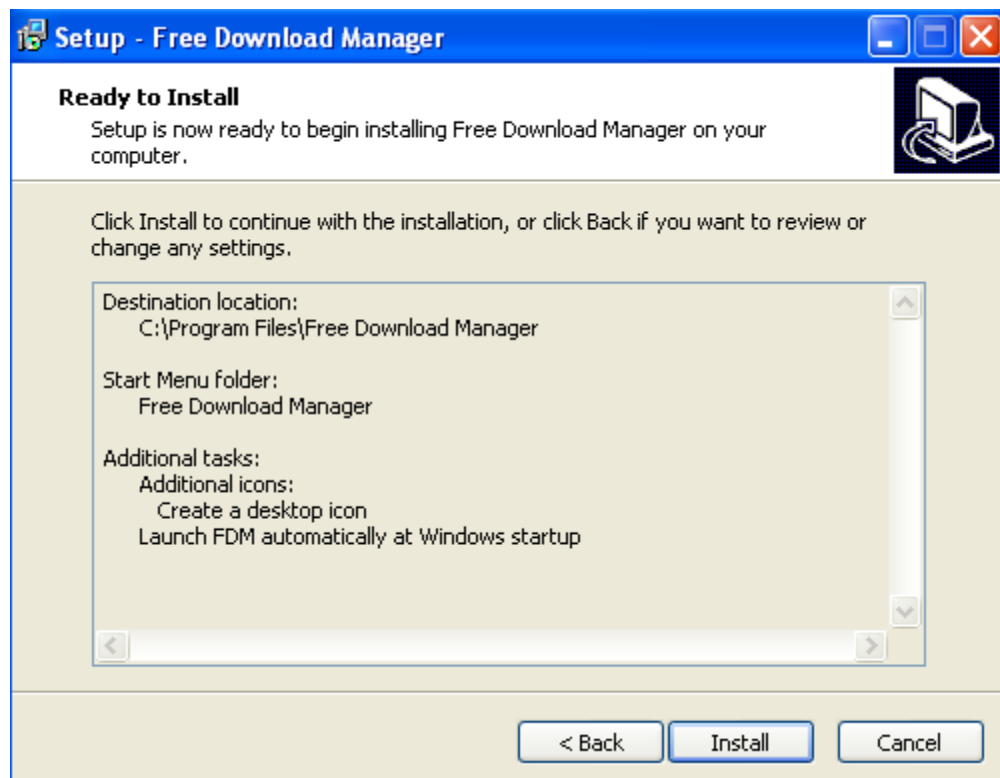 Setup - Free Download Manager
Ready to Install
Setup is now ready to begin installing Free Download Manager on your
computer.
Click Install to continue with the installation, or click Back if you want to review or
change any settings.
Destination location:
C:\Program Files\Free Download Manager
Start Menu folder:
Free Download Manager
Additional tasks:
Additional icons:
Create a desktop icon
Launch FDM automatically at Windows startup
< Back Install Cancel